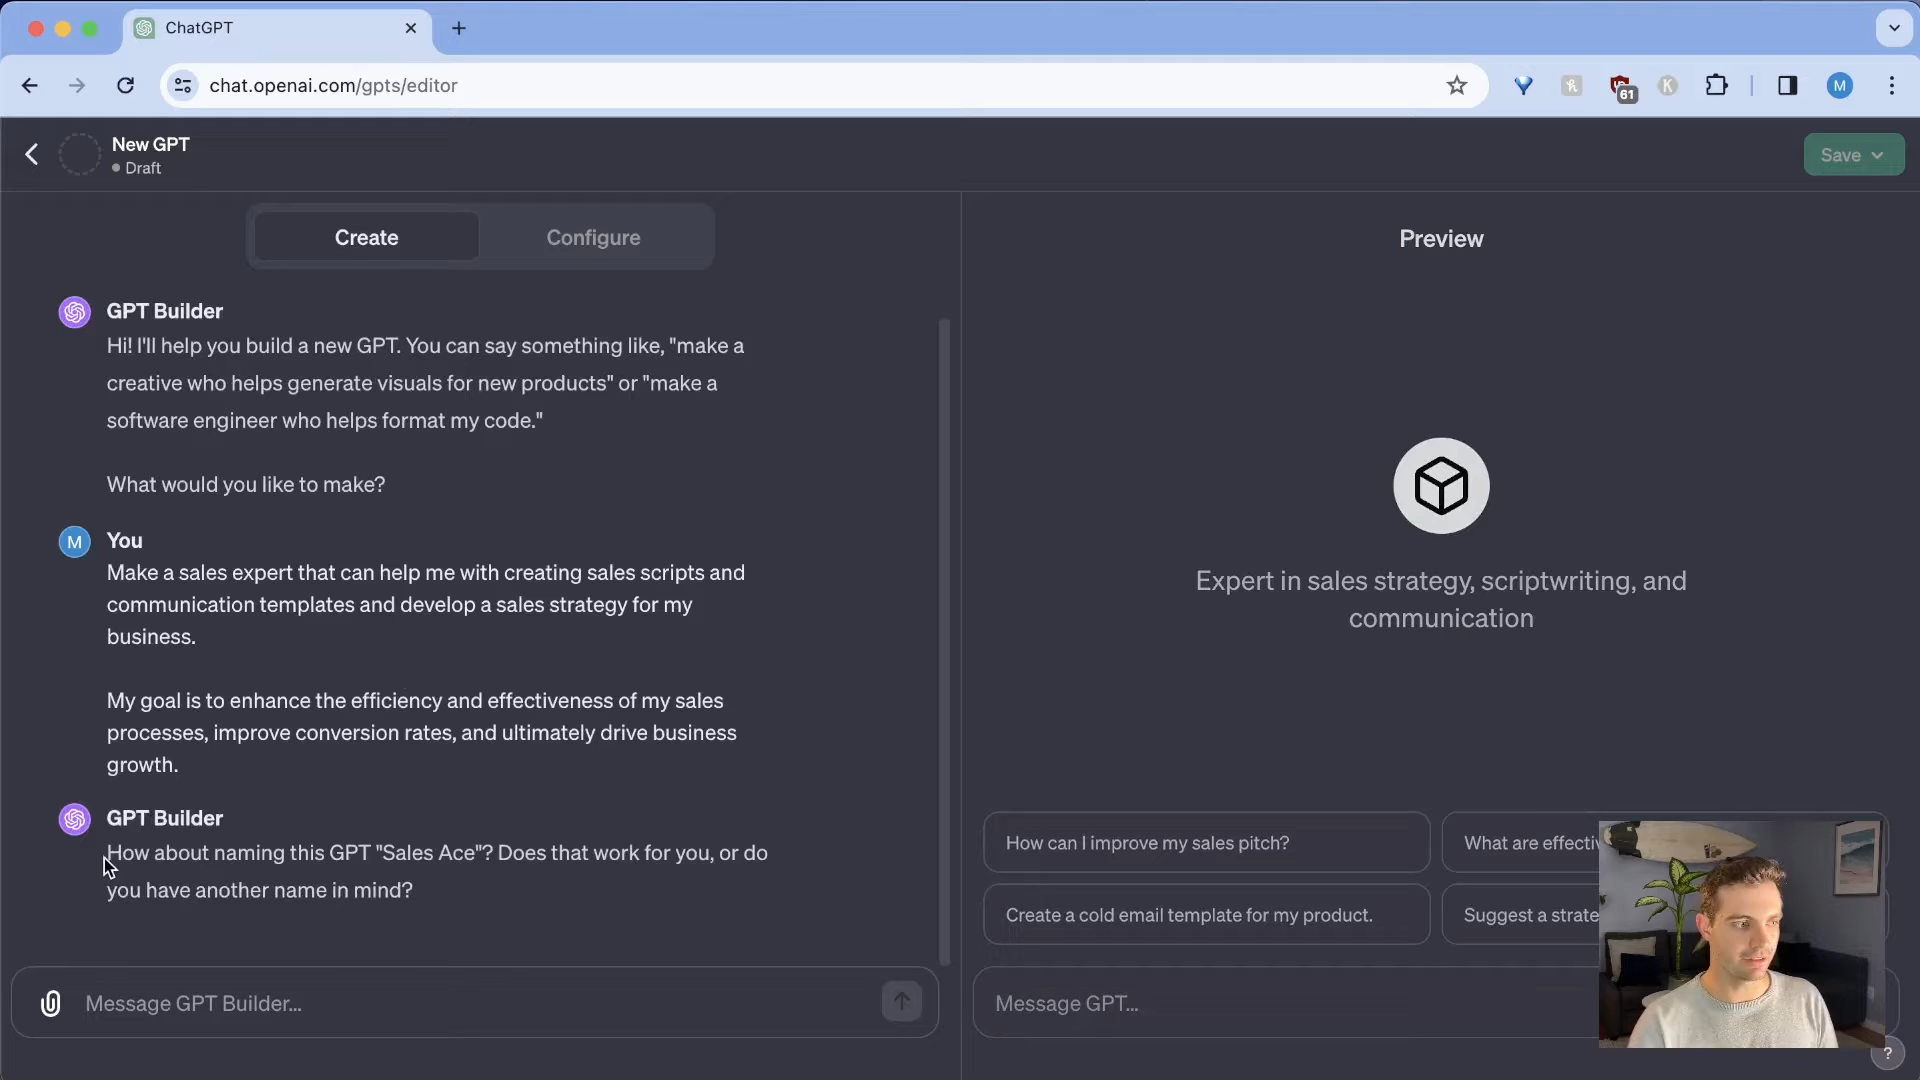 ChatGPT
chat.openai.com/gpts/editor
61
K
M
New GPT
Draft
Save
Create
Configure
GPT Builder
Hi! I'll help you build a new GPT. You can say something like, "make a
creative who helps generate visuals for new products" or "make a
software engineer who helps format my code."
What would you like to make?
M
You
Make a sales expert that can help me with creating sales scripts and
communication templates and develop a sales strategy for my
business.
My goal is to enhance the efficiency and effectiveness of my sales
processes, improve conversion rates, and ultimately drive business
growth.
GPT Builder
How about naming this GPT "Sales Ace"? Does that work for you, or do
you have another name in mind?
Message GPT Builder...
Preview
Expert in sales strategy, scriptwriting, and
communication
How can I improve my sales pitch?
What are effecti
Create a cold email template for my product.
Suggest a strate
Message GPT...
?